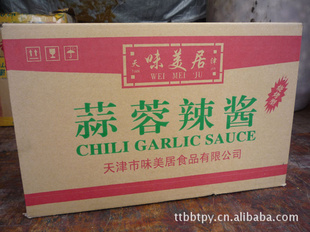 天 味美居 津
WEI MEI JU
蒜蓉辣酱
CHILI GARLIC SAUCE
天津市味美居食品有限公司
ttbbtpy.cn.alibaba.com